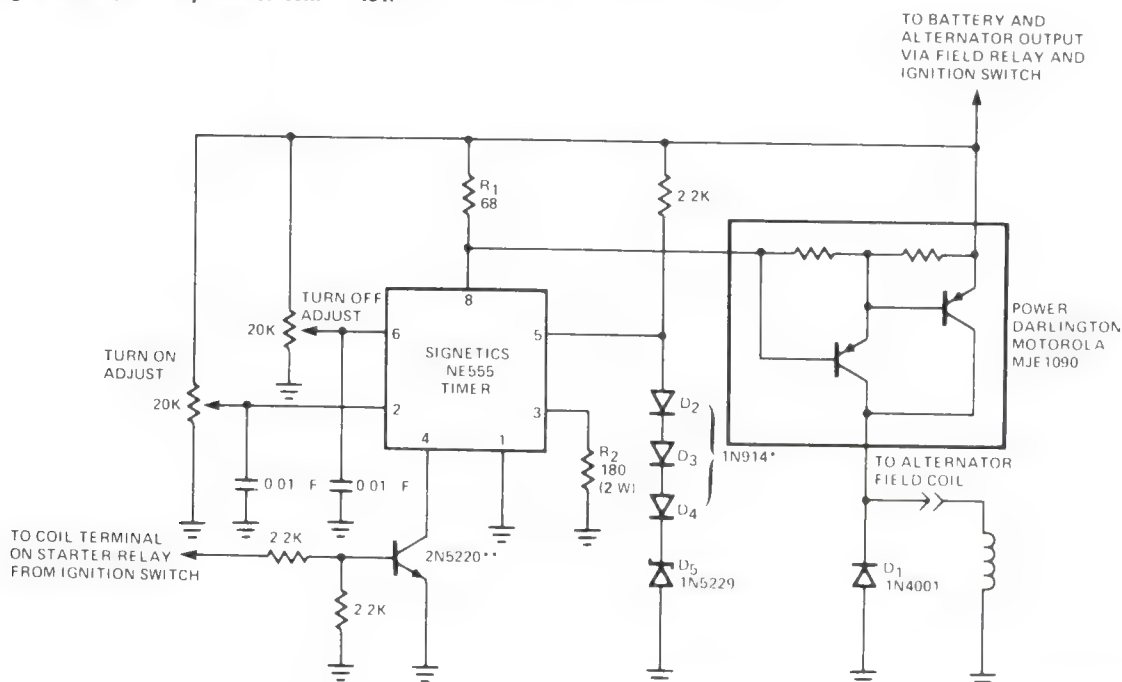 TO BATTERY AND
ALTERNATOR OUTPUT
VIA FIELD RELAY AND
IGNITION SWITCH
R1
68
2 2K
TURN OFF
ADJUST
20K
TURN ON
ADJUST
20K
8
6
5
SIGNETICS
NE555
TIMER
2
3
4
1
POWER
DARLINGTON
MOTOROLA
MJE1090
D2
D3
D4
1N914*
R2
180
(2 W)
TO ALTERNATOR
FIELD COIL
0 01 F
0 01 F
TO COIL TERMINAL
ON STARTER RELAY
FROM IGNITION SWITCH
2 2K
2N5220**
2 2K
D5
1N5229
D1
1N4001